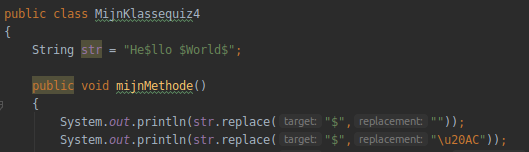 public class MijnKlassequiz4
{
String str = "He$llo $World$";
public void mijnMethode()
{
System.out.println(str.replace( target: "$", replacement: ""));
System.out.println(str.replace( target: "$", replacement: "\u20AC"));